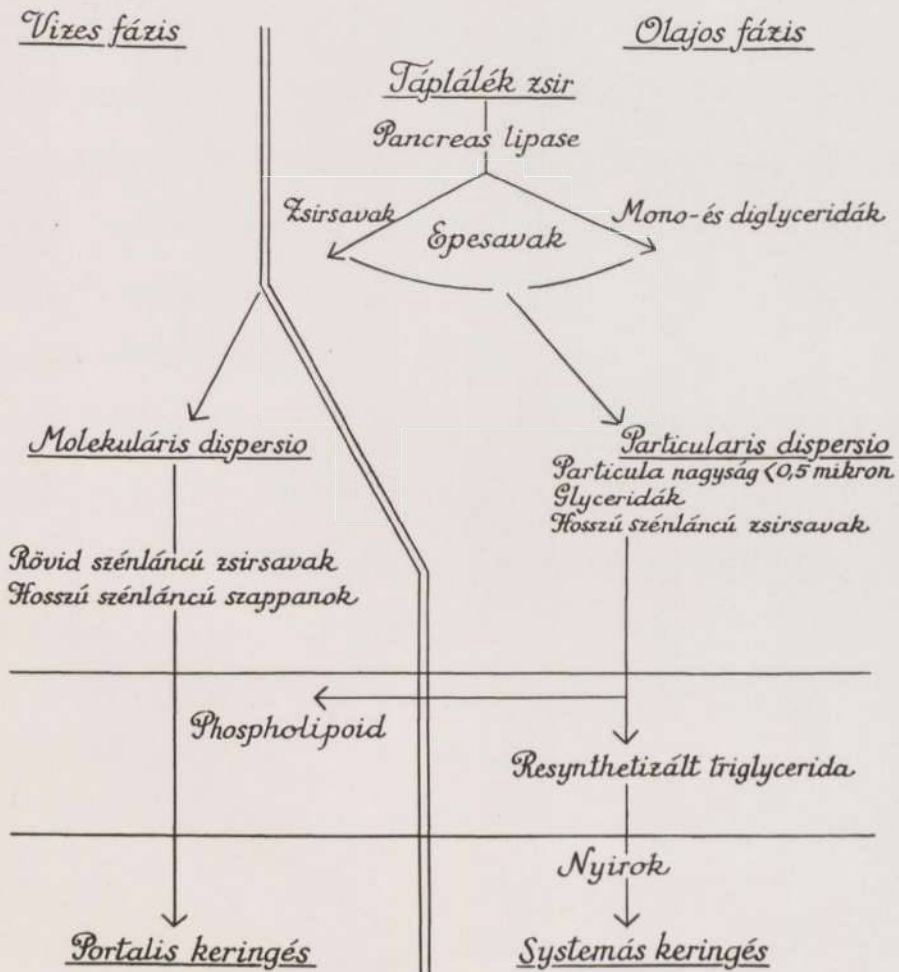 Vizes fázis
Olajos fázis
Táplálék zsir
Pancreas lipase
Zsirsavak
Mono-és diglyceridák
Epesavak
Molekuláris dispersio
Particularis dispersio
Particula nagyság <0,5 mikron
Glyceridák
Hosszú szénláncú zsirsavak
Rövid szénláncú zsirsavak
Hosszú szénláncú szappanok
Phospholipoid
Resynthetizált triglycerida
Nyirok
Portalis keringés
Systemás keringés